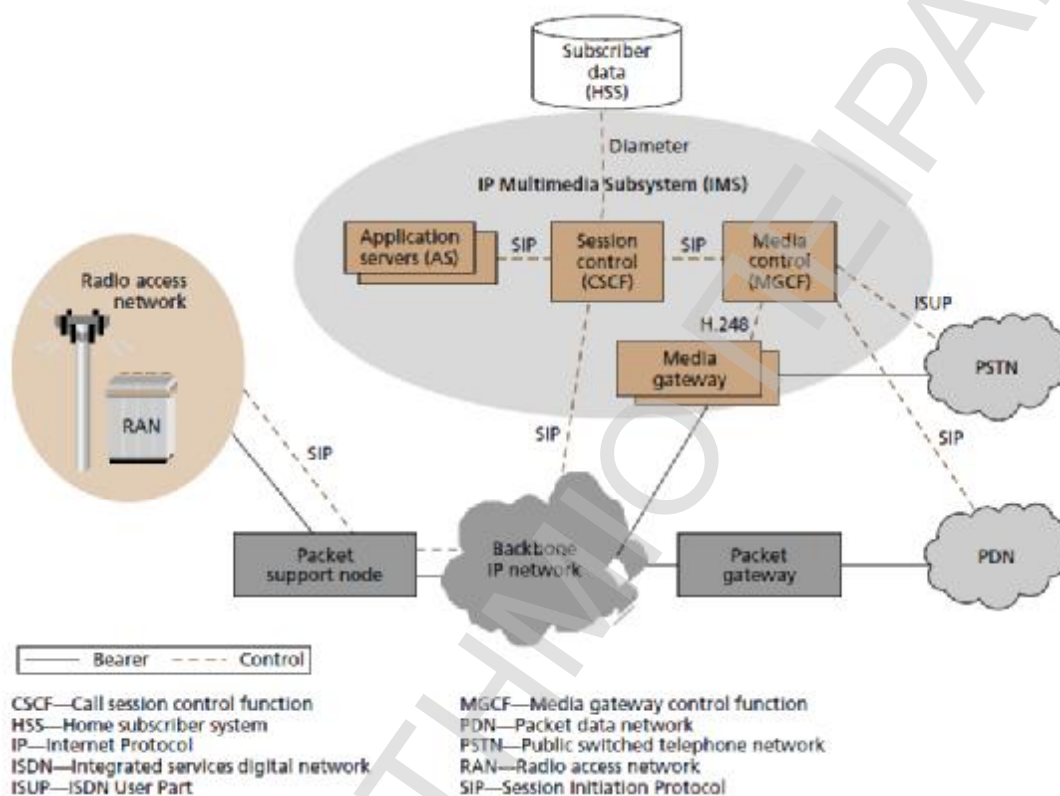 Subscriber
data
(HSS)
Diameter
IP Multimedia Subsystem (IMS)
Application
servers (AS)
SIP
Session
control
(CSCF)
SIP
Media
control
(MGCF)
Radio access
network
RAN
H.248
ISUP
Media
gateway
PSTN
SIP
SIP
SIP
Packet
support node
Backbone
IP network
Packet
gateway
PDN
Bearer
Control
CSCF—Call session control function
HSS—Home subscriber system
IP—Internet Protocol
ISDN—Integrated services digital network
ISUP—ISDN User Part
MGCF—Media gateway control function
PDN—Packet data network
PSTN—Public switched telephone network
RAN—Radio access network
SIP—Session Initiation Protocol